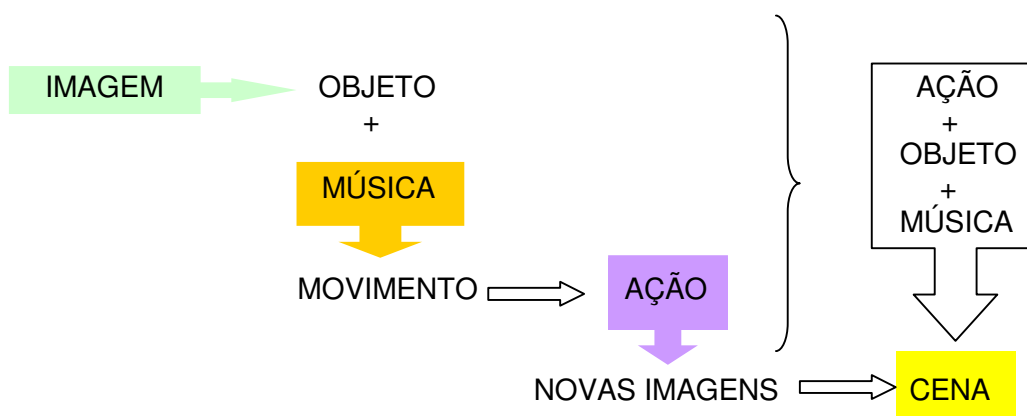 IMAGEM
OBJETO
+
MÚSICA
MOVIMENTO
AÇÃO
NOVAS IMAGENS
AÇÃO
+
OBJETO
+
MÚSICA
CENA